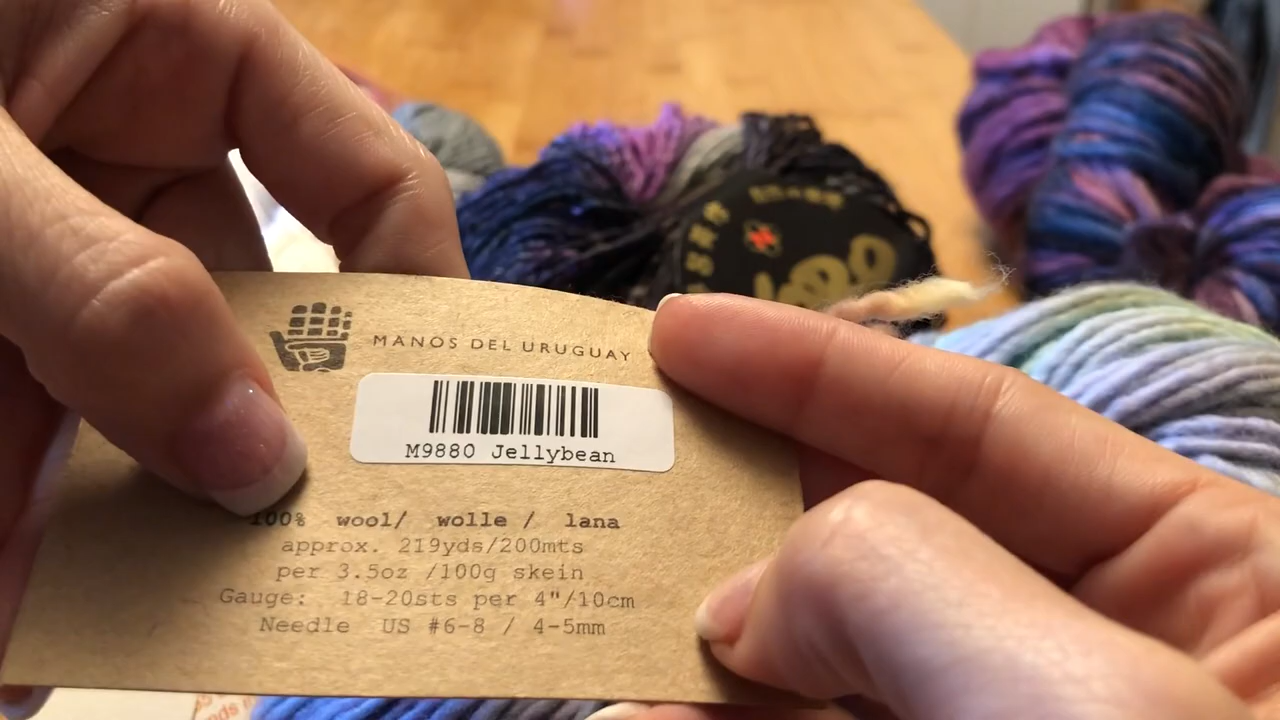 MANOS DEL URUGUAY
M9880 Jellybean
100% wool/ wolle / lana
approx. 219yds/200mts
per 3.5oz /100g skein
Gauge: 18-20sts per 4"/10cm
Needle US #6-8 / 4-5mm